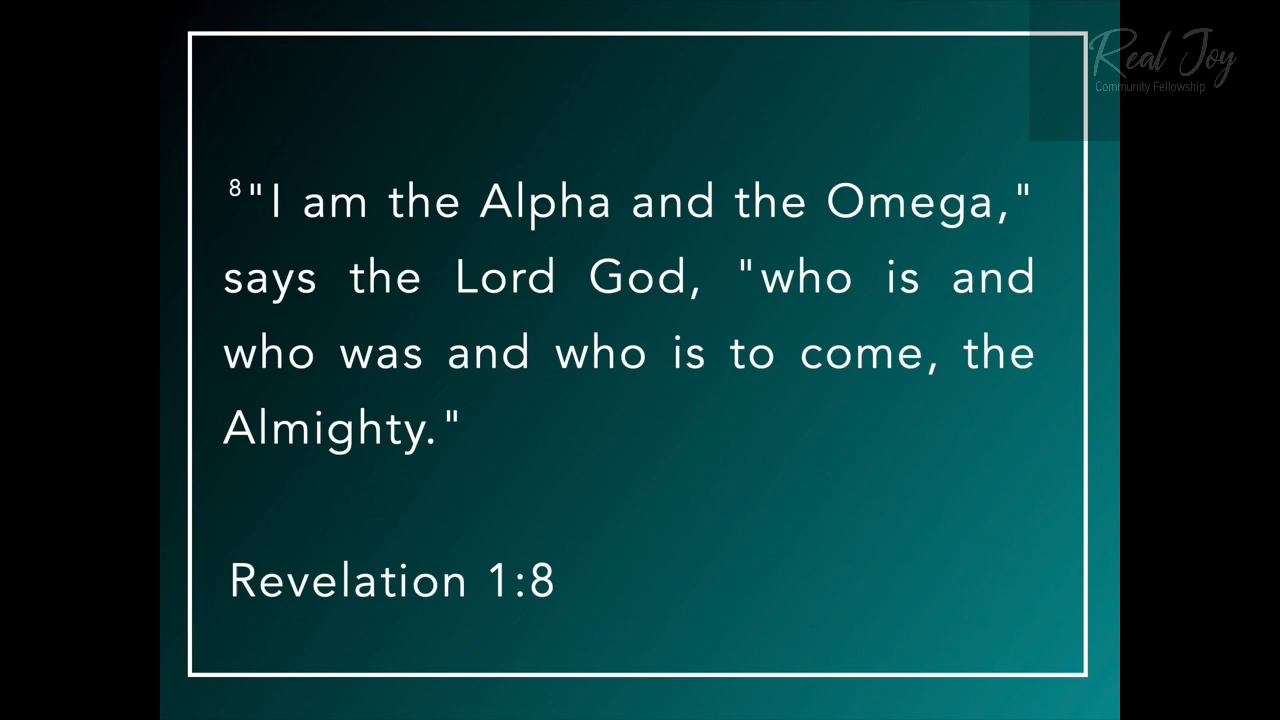 Real Joy
Community Fellowship
8"I am the Alpha and the Omega,"
says the Lord God, "who is and
who was and who is to come, the
Almighty."
Revelation 1:8